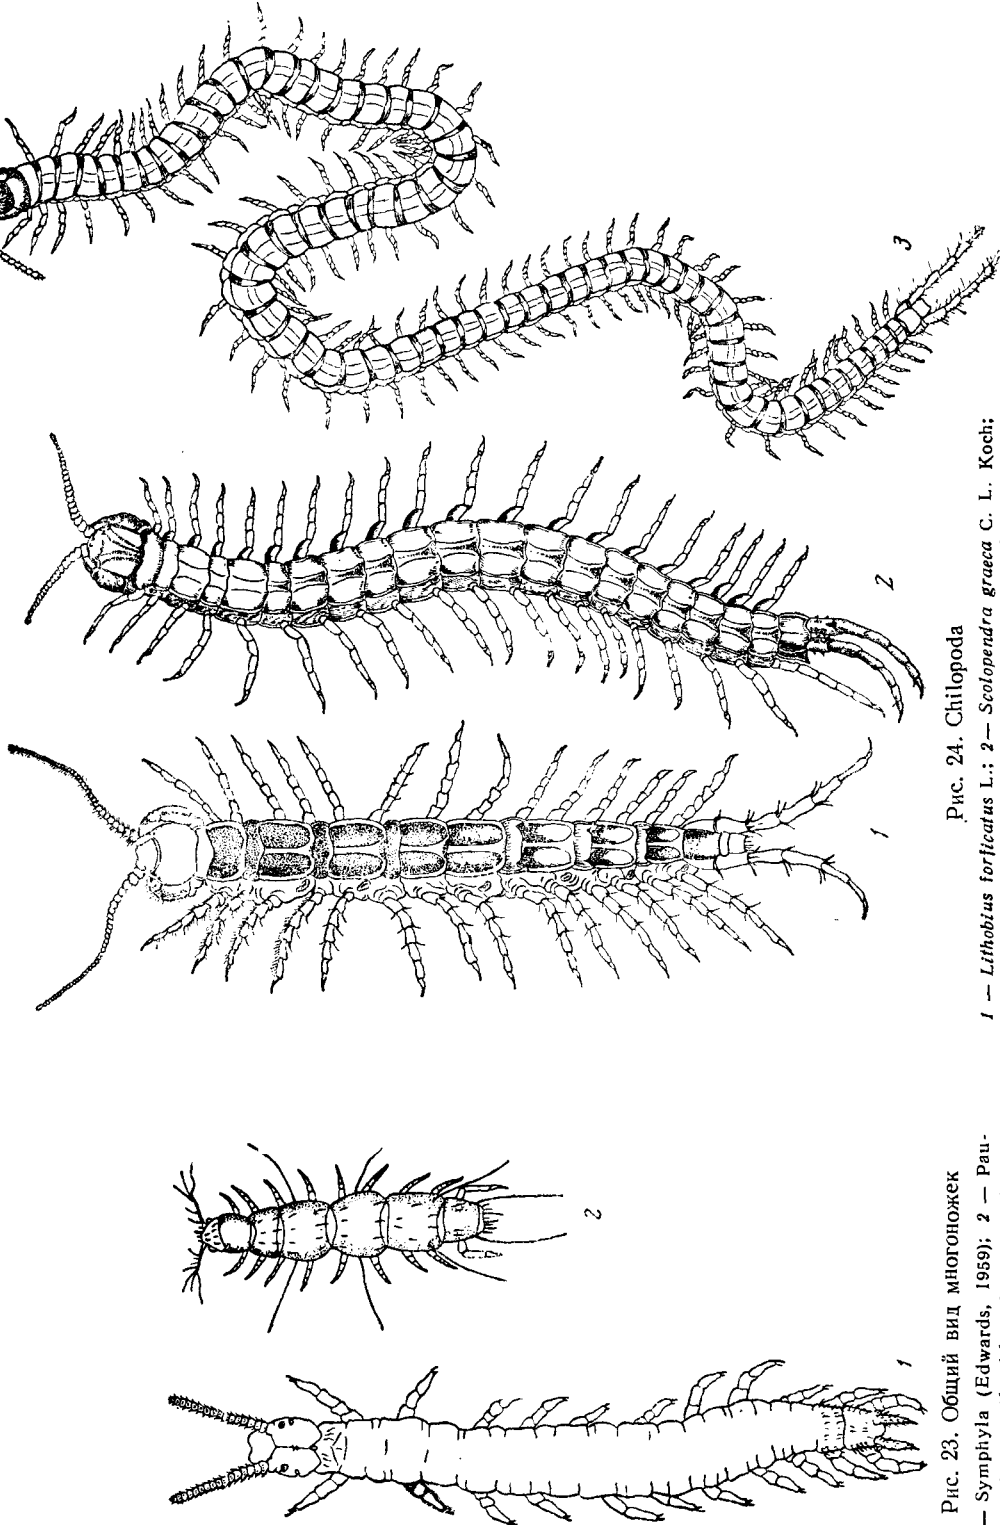 3
2
1
Рис. 24. Chilopoda
1 — Lithobius forficatus L.; 2 — Scolopendra graeca C. L. Koch;
2
1
Рис. 23. Общий вид многоножек
— Symphyla (Edwards, 1959); 2 — Pau-